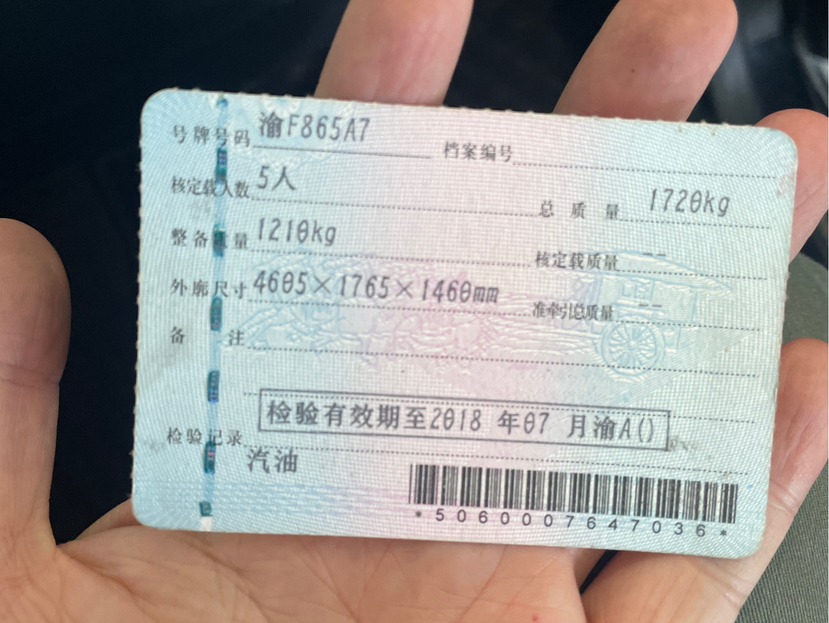 号牌号码 渝F865A7 档案编号
核定载人数 5人 总质量 1720kg
整备质量 1210kg 核定载质量 --
外廓尺寸 4605×1765×1460mm 准牵引总质量 --
备注
检验有效期至2018 年07 月渝A()
检验记录
汽油
*5060007647036*